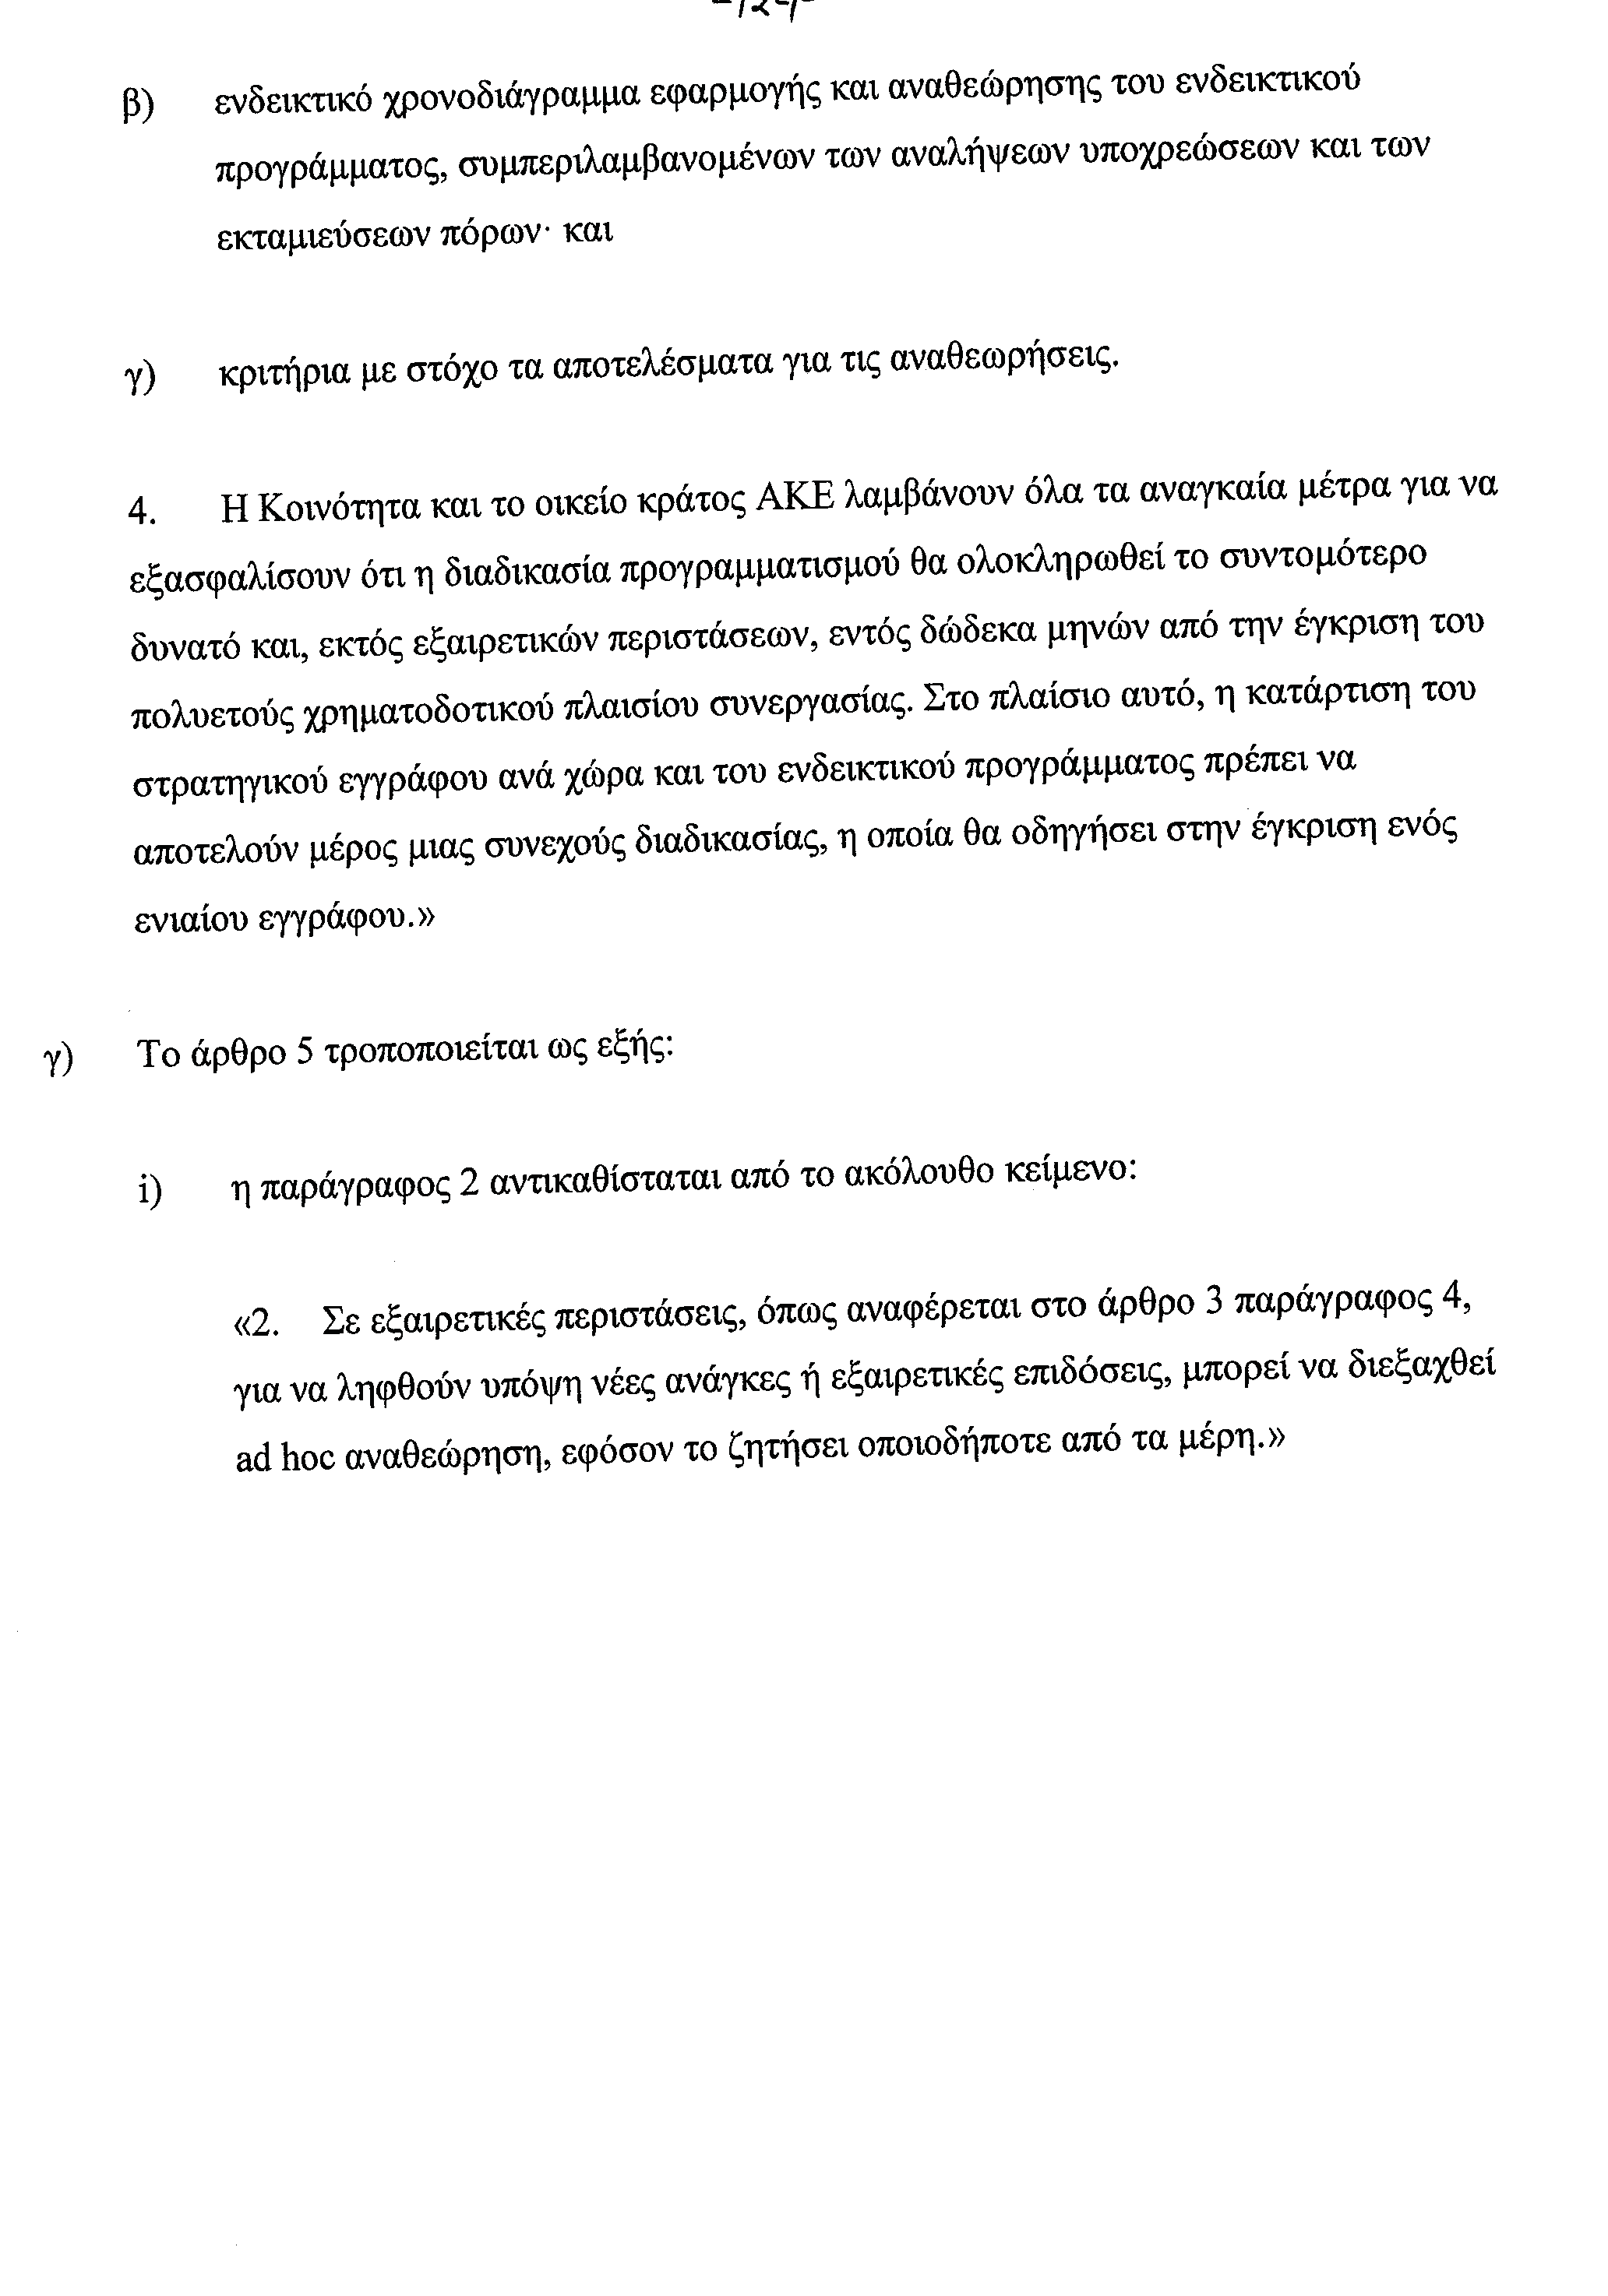 β) ενδεικτικό χρονοδιάγραμμα εφαρμογής και αναθεώρησης του ενδεικτικού
προγράμματος, συμπεριλαμβανομένων των αναλήψεων υποχρεώσεων και των
εκταμιεύσεων πόρων· και
γ) κριτήρια με στόχο τα αποτελέσματα για τις αναθεωρήσεις.
4. Η Κοινότητα και το οικείο κράτος ΑΚΕ λαμβάνουν όλα τα αναγκαία μέτρα για να
εξασφαλίσουν ότι η διαδικασία προγραμματισμού θα ολοκληρωθεί το συντομότερο
δυνατό και, εκτός εξαιρετικών περιστάσεων, εντός δώδεκα μηνών από την έγκριση του
πολυετούς χρηματοδοτικού πλαισίου συνεργασίας. Στο πλαίσιο αυτό, η κατάρτιση του
στρατηγικού εγγράφου ανά χώρα και του ενδεικτικού προγράμματος πρέπει να
αποτελούν μέρος μιας συνεχούς διαδικασίας, η οποία θα οδηγήσει στην έγκριση ενός
ενιαίου εγγράφου.»
γ) Το άρθρο 5 τροποποιείται ως εξής:
i) η παράγραφος 2 αντικαθίσταται από το ακόλουθο κείμενο:
«2. Σε εξαιρετικές περιστάσεις, όπως αναφέρεται στο άρθρο 3 παράγραφος 4,
για να ληφθούν υπόψη νέες ανάγκες ή εξαιρετικές επιδόσεις, μπορεί να διεξαχθεί
ad hoc αναθεώρηση, εφόσον το ζητήσει οποιοδήποτε από τα μέρη.»